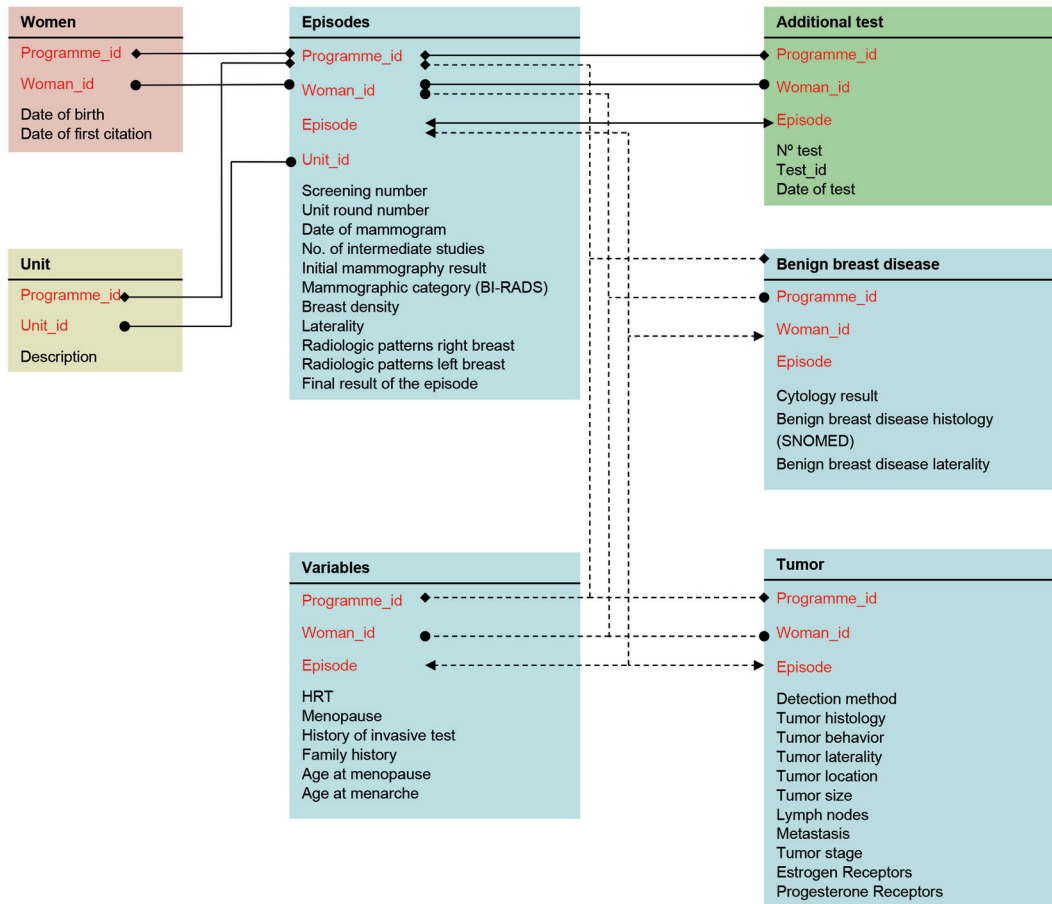 Women
Programme_id
Woman_id
Date of birth
Date of first citation
Unit
Programme_id
Unit_id
Description
Episodes
Programme_id
Woman_id
Episode
Unit_id
Screening number
Unit round number
Date of mammogram
No. of intermediate studies
Initial mammography result
Mammographic category (BI-RADS)
Breast density
Laterality
Radiologic patterns right breast
Radiologic patterns left breast
Final result of the episode
Variables
Programme_id
Woman_id
Episode
HRT
Menopause
History of invasive test
Family history
Age at menopause
Age at menarche
Additional test
Programme_id
Woman_id
Episode
Nº test
Test_id
Date of test
Benign breast disease
Programme_id
Woman_id
Episode
Cytology result
Benign breast disease histology
(SNOMED)
Benign breast disease laterality
Tumor
Programme_id
Woman_id
Episode
Detection method
Tumor histology
Tumor behavior
Tumor laterality
Tumor location
Tumor size
Lymph nodes
Metastasis
Tumor stage
Estrogen Receptors
Progesterone Receptors